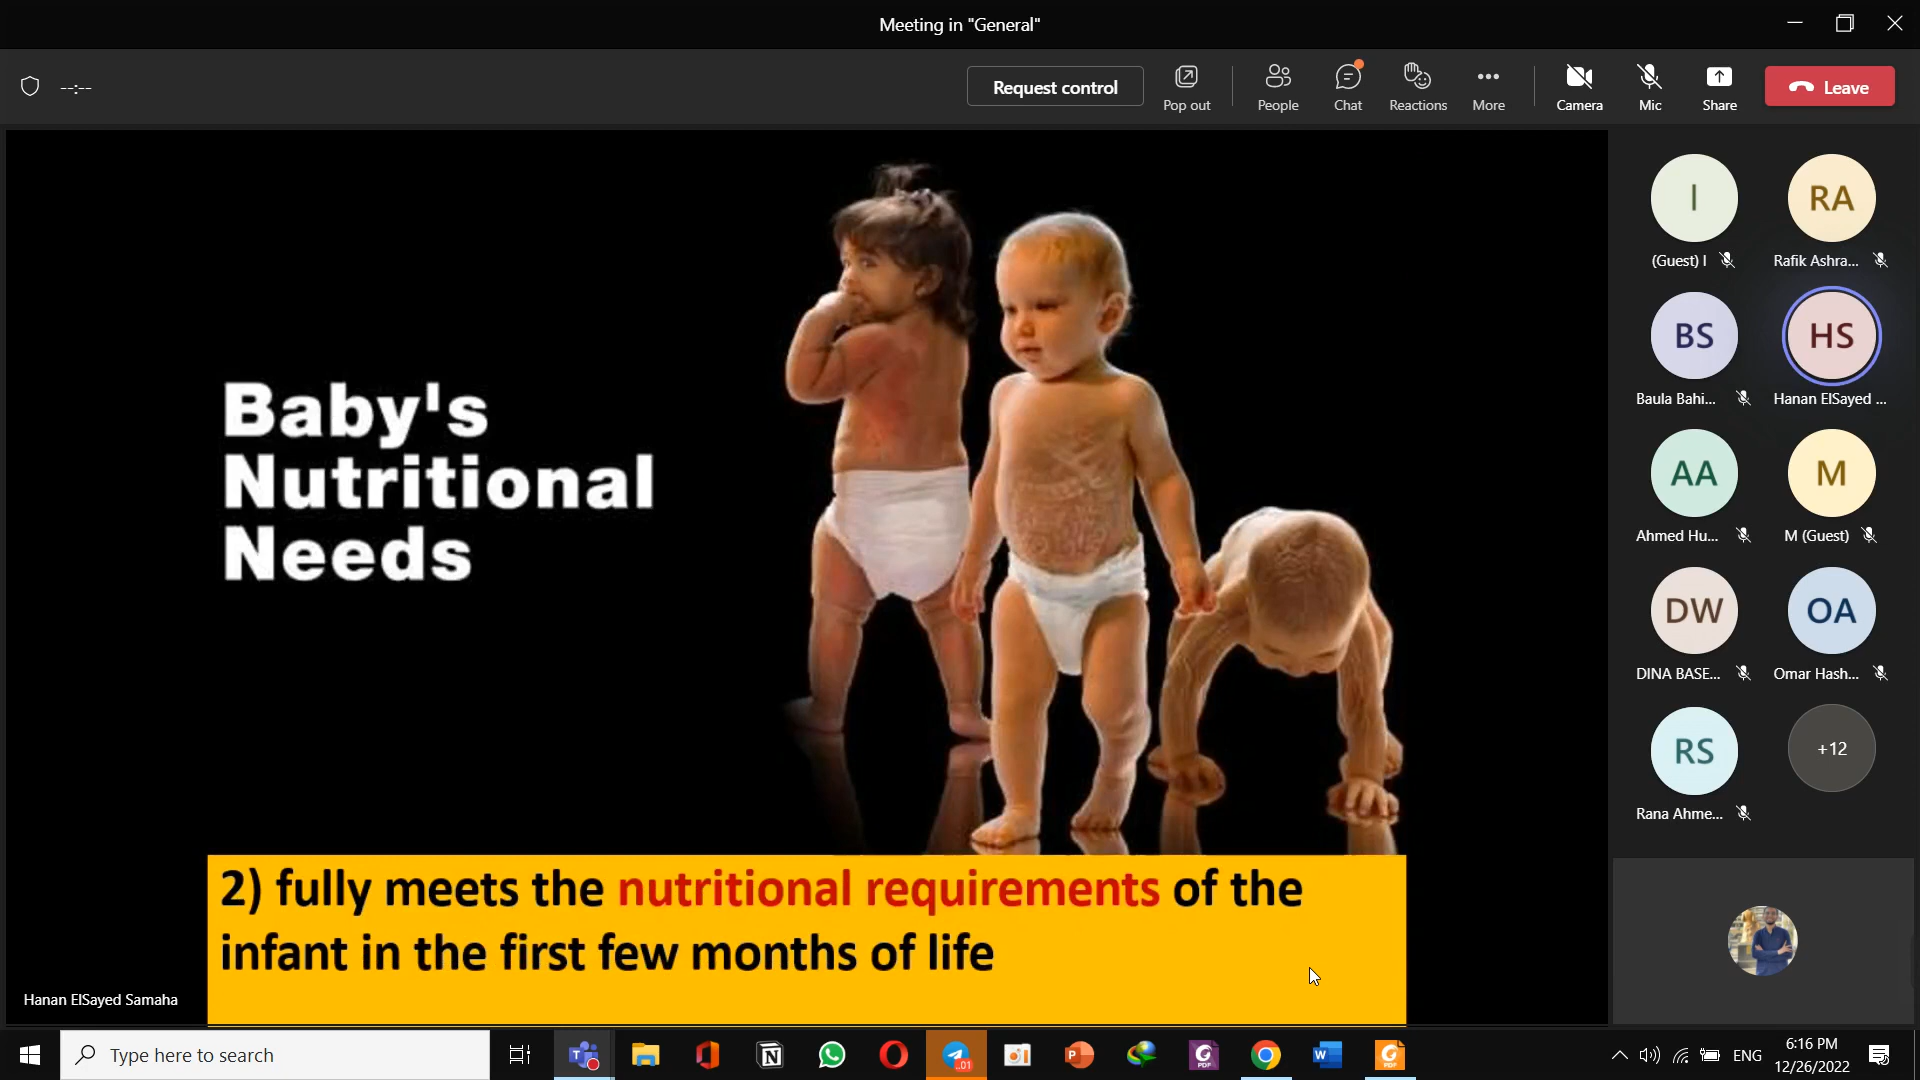 Meeting in "General"
--:--
Request control
Pop out
People
Chat
Reactions
More
Camera
Mic
Share
Leave
Baby's
Nutritional
Needs
2) fully meets the nutritional requirements of the
infant in the first few months of life
Hanan ElSayed Samaha
I
RA
(Guest) I
Rafik Ashra...
BS
HS
Baula Bahi...
Hanan ElSayed ...
AA
M
Ahmed Hu...
M (Guest)
DW
OA
DINA BASE...
Omar Hash...
RS
+12
Rana Ahme...
Type here to search
..01
ENG
6:16 PM
12/26/2022